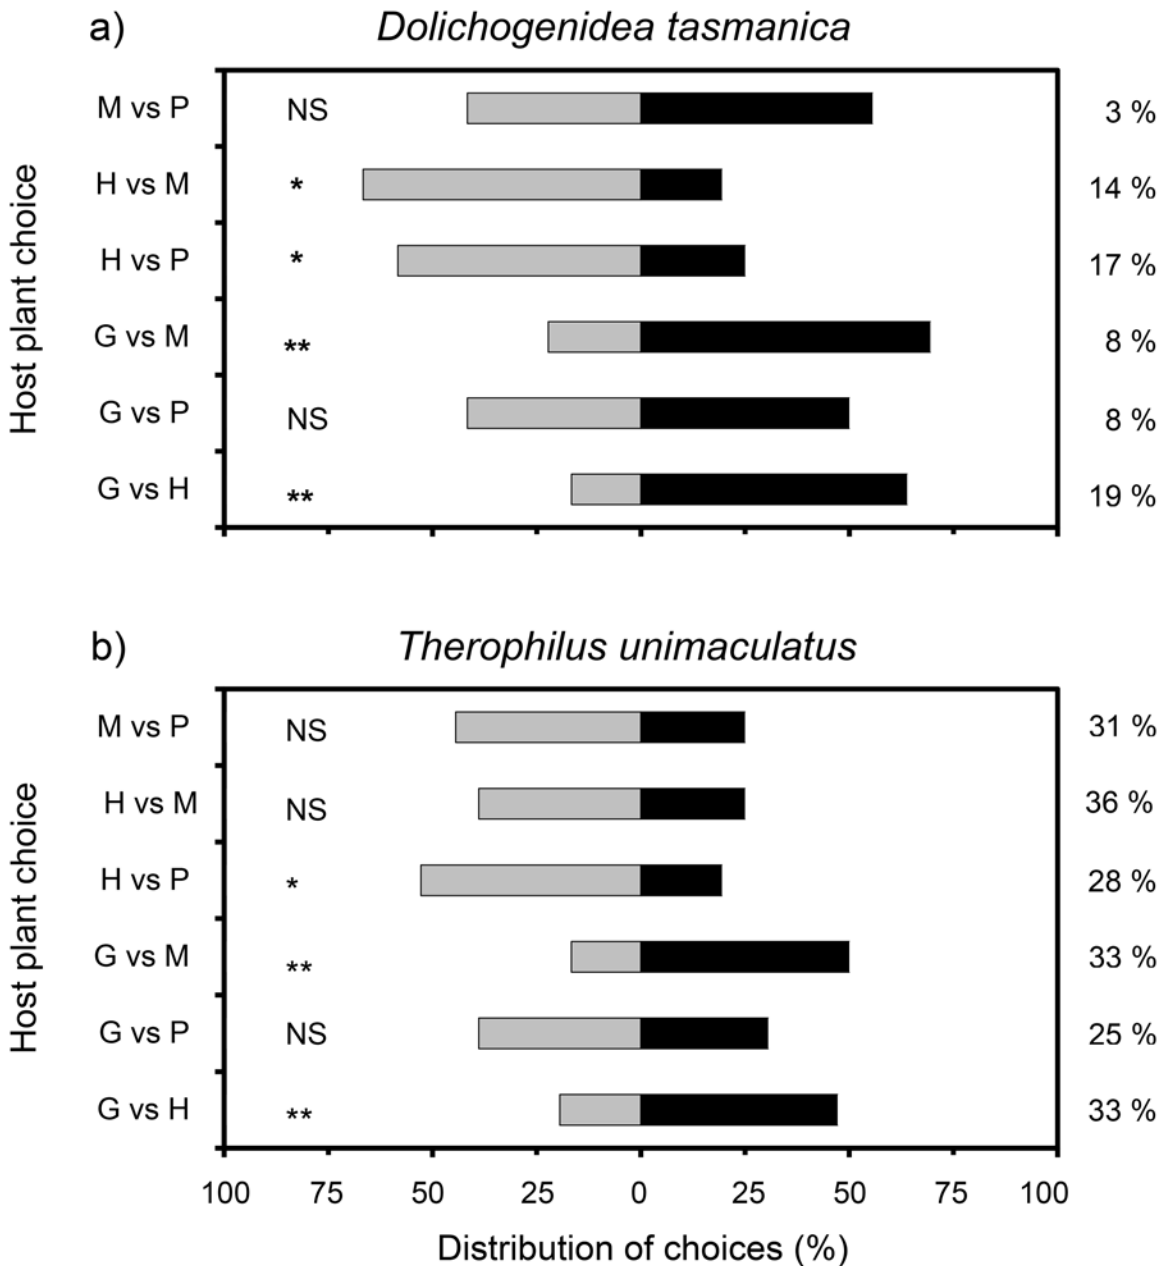 a) Dolichogenidea tasmanica
Host plant choice
M vs P NS 3 %
H vs M * 14 %
H vs P * 17 %
G vs M ** 8 %
G vs P NS 8 %
G vs H ** 19 %
b) Therophilus unimaculatus
Host plant choice
M vs P NS 31 %
H vs M NS 36 %
H vs P * 28 %
G vs M ** 33 %
G vs P NS 25 %
G vs H ** 33 %
100 75 50 25 0 25 50 75 100
Distribution of choices (%)